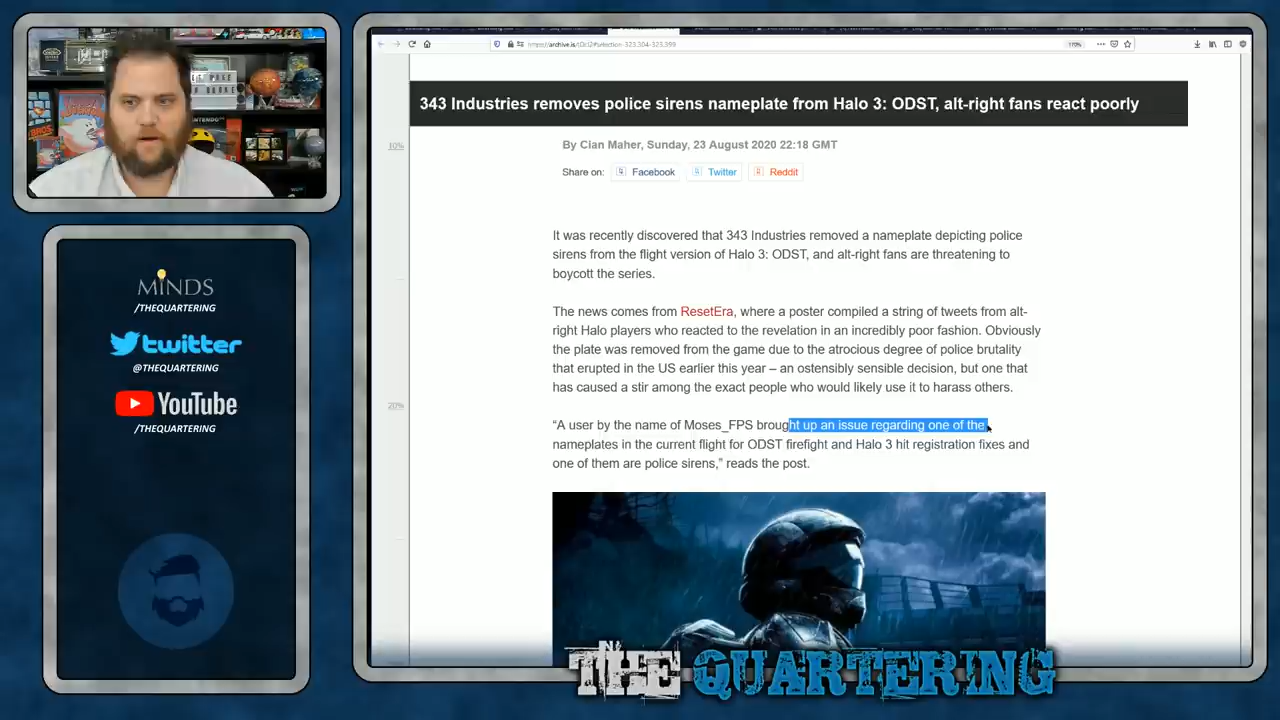 343 Industries removes police sirens nameplate from Halo 3: ODST, alt-right fans react poorly
By Cian Maher, Sunday, 23 August 2020 22:18 GMT
Share on:
Facebook
Twitter
Reddit
10%
It was recently discovered that 343 Industries removed a nameplate depicting police
sirens from the flight version of Halo 3: ODST, and alt-right fans are threatening to
boycott the series.
The news comes from ResetEra, where a poster compiled a string of tweets from alt-
right Halo players who reacted to the revelation in an incredibly poor fashion. Obviously
the plate was removed from the game due to the atrocious degree of police brutality
that erupted in the US earlier this year – an ostensibly sensible decision, but one that
has caused a stir among the exact people who would likely use it to harass others.
20%
“A user by the name of Moses_FPS brought up an issue regarding one of the
nameplates in the current flight for ODST firefight and Halo 3 hit registration fixes and
one of them are police sirens,” reads the post.
MINDS
/THEQUARTERING
twitter
@THEQUARTERING
YouTube
/THEQUARTERING
THE QUARTERING